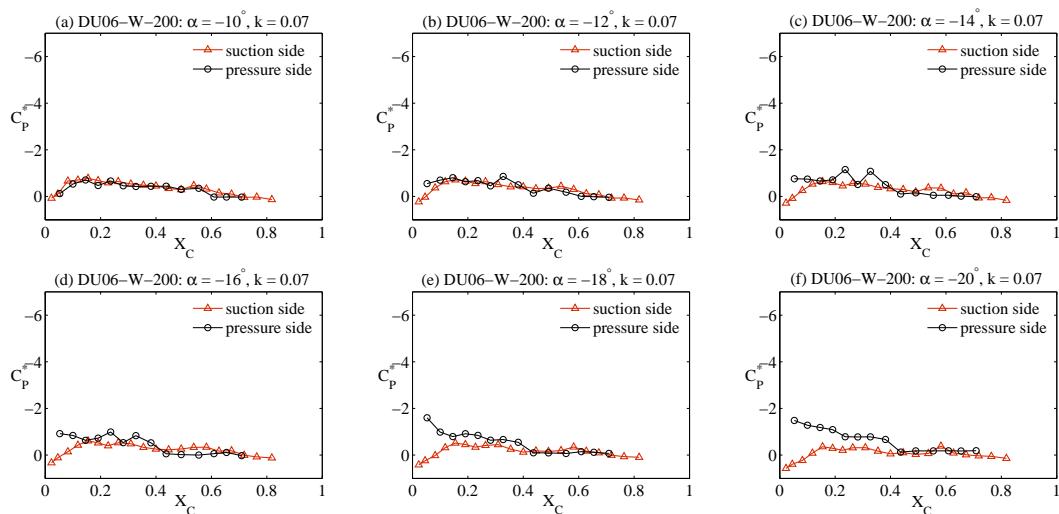 (a) DU06−W−200: α = −10°, k = 0.07
suction side
pressure side
−6
−4
−2
0
C_P^*
0 0.2 0.4 0.6 0.8 1
X_C
(b) DU06−W−200: α = −12°, k = 0.07
suction side
pressure side
−6
−4
−2
0
C_P^*
0 0.2 0.4 0.6 0.8 1
X_C
(c) DU06−W−200: α = −14°, k = 0.07
suction side
pressure side
−6
−4
−2
0
C_P^*
0 0.2 0.4 0.6 0.8 1
X_C
(d) DU06−W−200: α = −16°, k = 0.07
suction side
pressure side
−6
−4
−2
0
C_P^*
0 0.2 0.4 0.6 0.8 1
X_C
(e) DU06−W−200: α = −18°, k = 0.07
suction side
pressure side
−6
−4
−2
0
C_P^*
0 0.2 0.4 0.6 0.8 1
X_C
(f) DU06−W−200: α = −20°, k = 0.07
suction side
pressure side
−6
−4
−2
0
C_P^*
0 0.2 0.4 0.6 0.8 1
X_C